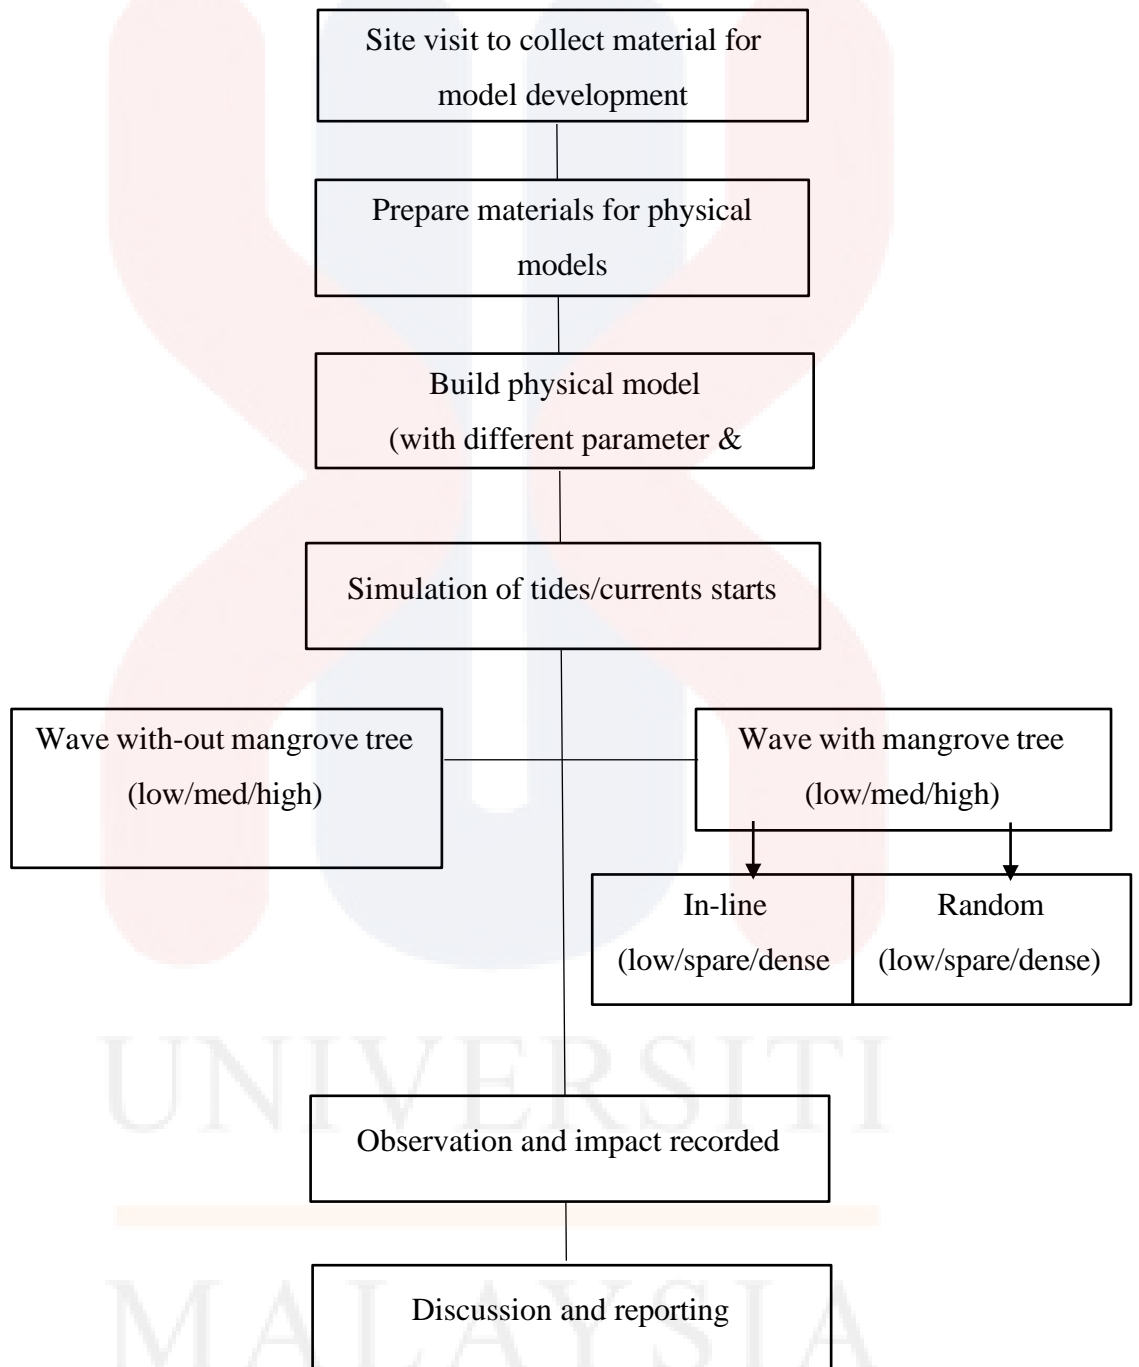 Site visit to collect material for
model development
Prepare materials for physical
models
Build physical model
(with different parameter &
Simulation of tides/currents starts
Wave with-out mangrove tree
(low/med/high)
Wave with mangrove tree
(low/med/high)
In-line
(low/spare/dense
Random
(low/spare/dense)
UNIVERSITI
Observation and impact recorded
Discussion and reporting
MALAYSIA